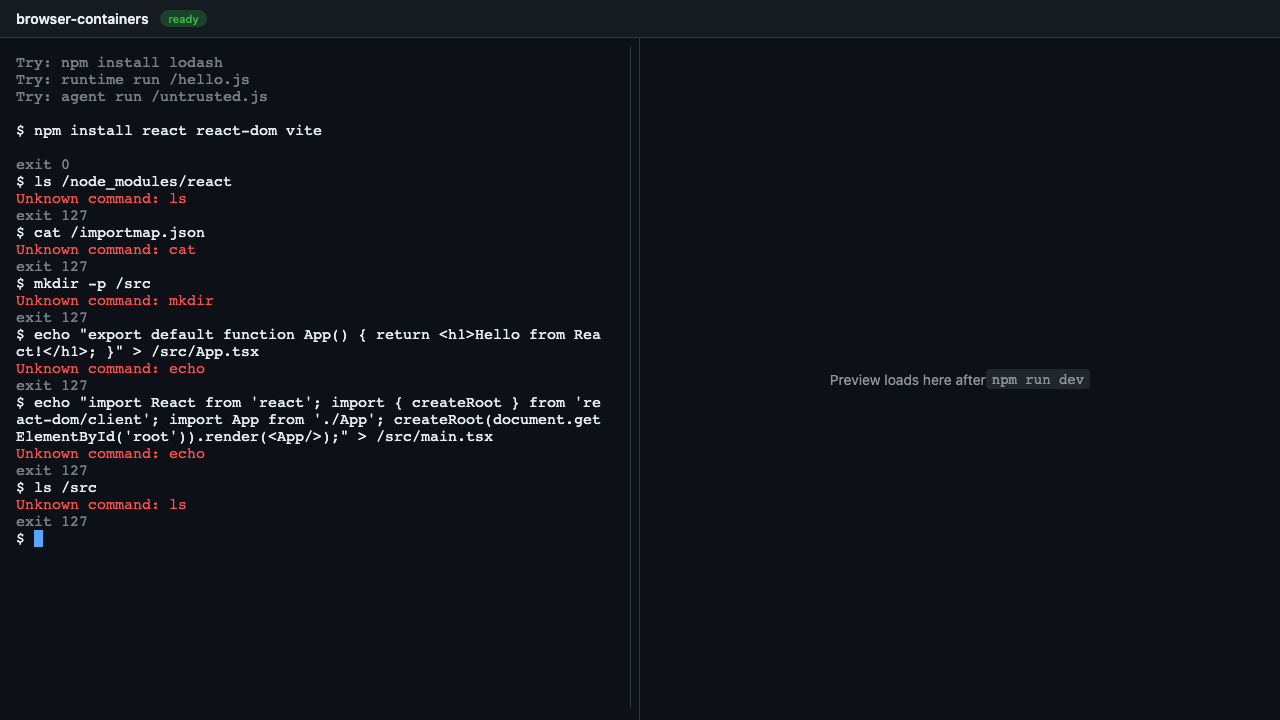 browser-containers ready
Try: npm install lodash
Try: runtime run /hello.js
Try: agent run /untrusted.js
$ npm install react react-dom vite
exit 0
$ ls /node_modules/react
Unknown command: ls
exit 127
$ cat /importmap.json
Unknown command: cat
exit 127
$ mkdir -p /src
Unknown command: mkdir
exit 127
$ echo "export default function App() { return <h1>Hello from Rea
ct!</h1>; }" > /src/App.tsx
Unknown command: echo
exit 127
$ echo "import React from 'react'; import { createRoot } from 're
act-dom/client'; import App from './App'; createRoot(document.get
ElementById('root')).render(<App/>);" > /src/main.tsx
Unknown command: echo
exit 127
$ ls /src
Unknown command: ls
exit 127
$
Preview loads here after npm run dev